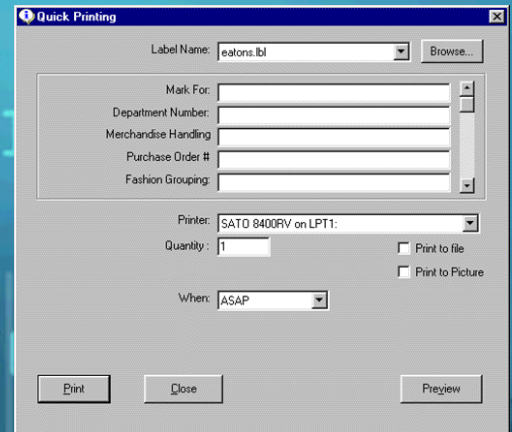 Quick Printing
Label Name: eatons.lbl Browse...
Mark For:
Department Number:
Merchandise Handling
Purchase Order #
Fashion Grouping:
Printer: SATO 8400RV on LPT1:
Quantity : 1 Print to file
Print to Picture
When: ASAP
Print Close Preview